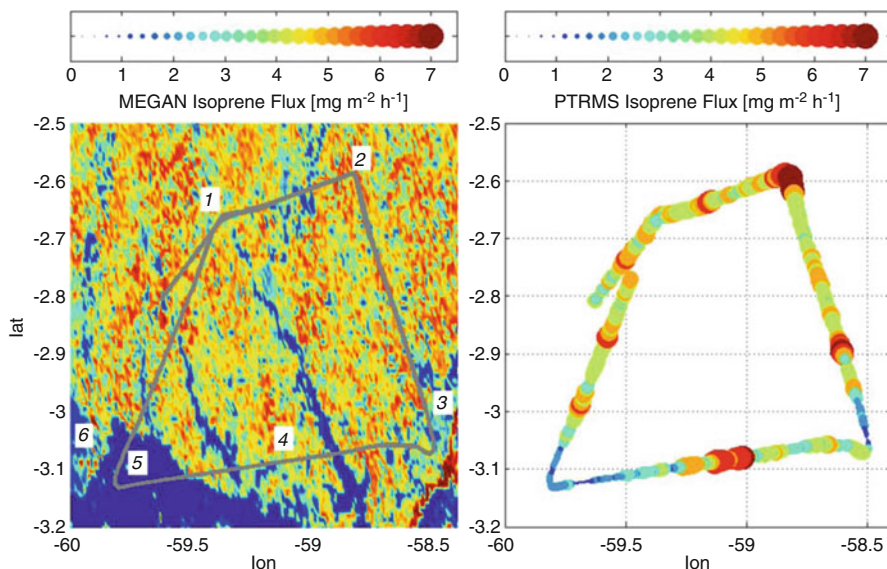 0 1 2 3 4 5 6 7
MEGAN Isoprene Flux [mg m-2 h-1]
0 1 2 3 4 5 6 7
PTRMS Isoprene Flux [mg m-2 h-1]
lat
-2.5
-2.6
-2.7
-2.8
-2.9
-3
-3.1
-3.2
1
2
3
4
5
6
-60 -59.5 -59 -58.5
lon
-2.5
-2.6
-2.7
-2.8
-2.9
-3
-3.1
-3.2
-60 -59.5 -59 -58.5
lon